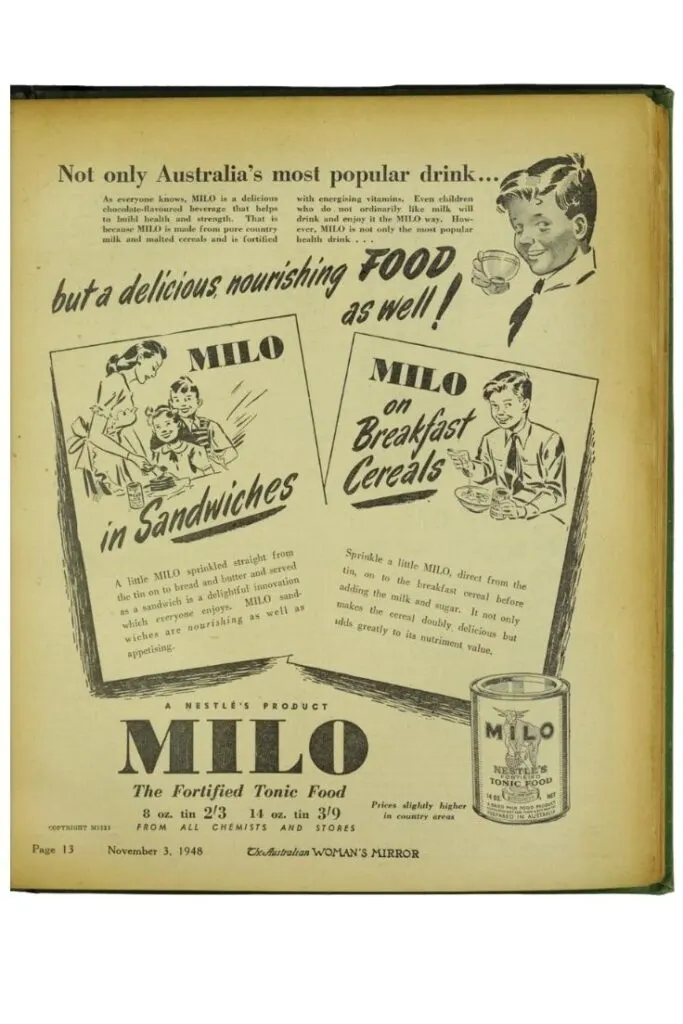 Not only Australia's most popular drink...
As everyone knows, MILO is a delicious
chocolate-flavoured beverage that helps
to build health and strength. That is
because MILO is made from pure country
milk and malted cereals and is fortified
with energising vitamins. Even children
who do not ordinarily like milk will
drink and enjoy it the MILO way. How-
ever, MILO is not only the most popular
health drink . . .
but a delicious, nourishing FOOD
as well!
MILO
in Sandwiches
A little MILO sprinkled straight from
the tin on to bread and butter and served
as a sandwich is a delightful innovation
which everyone enjoys. MILO sand-
wiches are nourishing as well as
appetising.
MILO
on
Breakfast
Cereals
Sprinkle a little MILO, direct from the
tin, on to the breakfast cereal before
adding the milk and sugar. It not only
makes the cereal doubly delicious but
adds greatly to its nutriment value.
A NESTLÉ'S PRODUCT
MILO
The Fortified Tonic Food
8 oz. tin 2/3 14 oz. tin 3/9
FROM ALL CHEMISTS AND STORES
Prices slightly higher
in country areas
MILO
NESTLÉ'S
FORTIFIED
TONIC FOOD
14 OZ. NET
PREPARED IN AUSTRALIA
COPYRIGHT
Page 13 November 3, 1948 The Australian WOMAN'S MIRROR